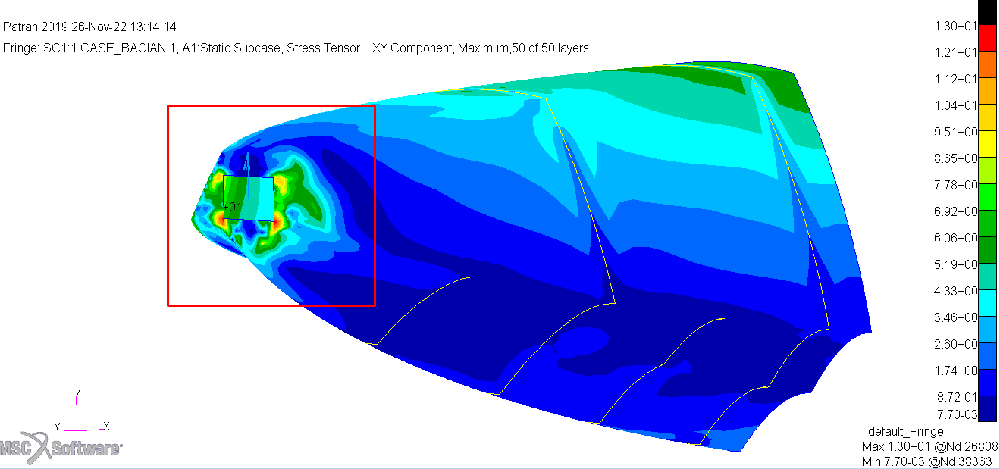 Patran 2019 26-Nov-22 13:14:14
Fringe: SC1:1 CASE_BAGIAN 1, A1:Static Subcase, Stress Tensor, , XY Component, Maximum,50 of 50 layers
1.30+01
1.21+01
1.12+01
1.04+01
9.51+00
8.65+00
7.78+00
6.92+00
6.06+00
5.19+00
4.33+00
3.46+00
2.60+00
1.74+00
8.72-01
7.70-03
+01
Z
Y
X
MSC Software
default_Fringe :
Max 1.30+01 @Nd 26808
Min 7.70-03 @Nd 38363